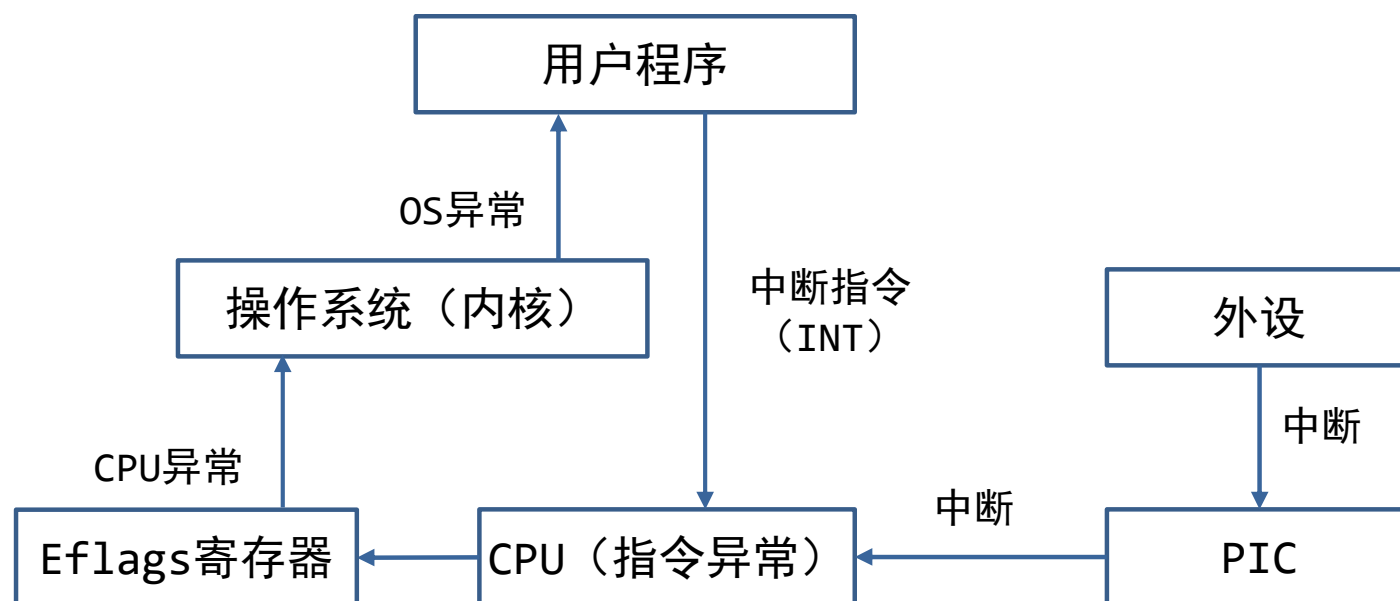 用户程序
OS异常
操作系统（内核）
中断指令
（INT）
外设
中断
CPU异常
中断
Eflags寄存器
CPU（指令异常）
PIC